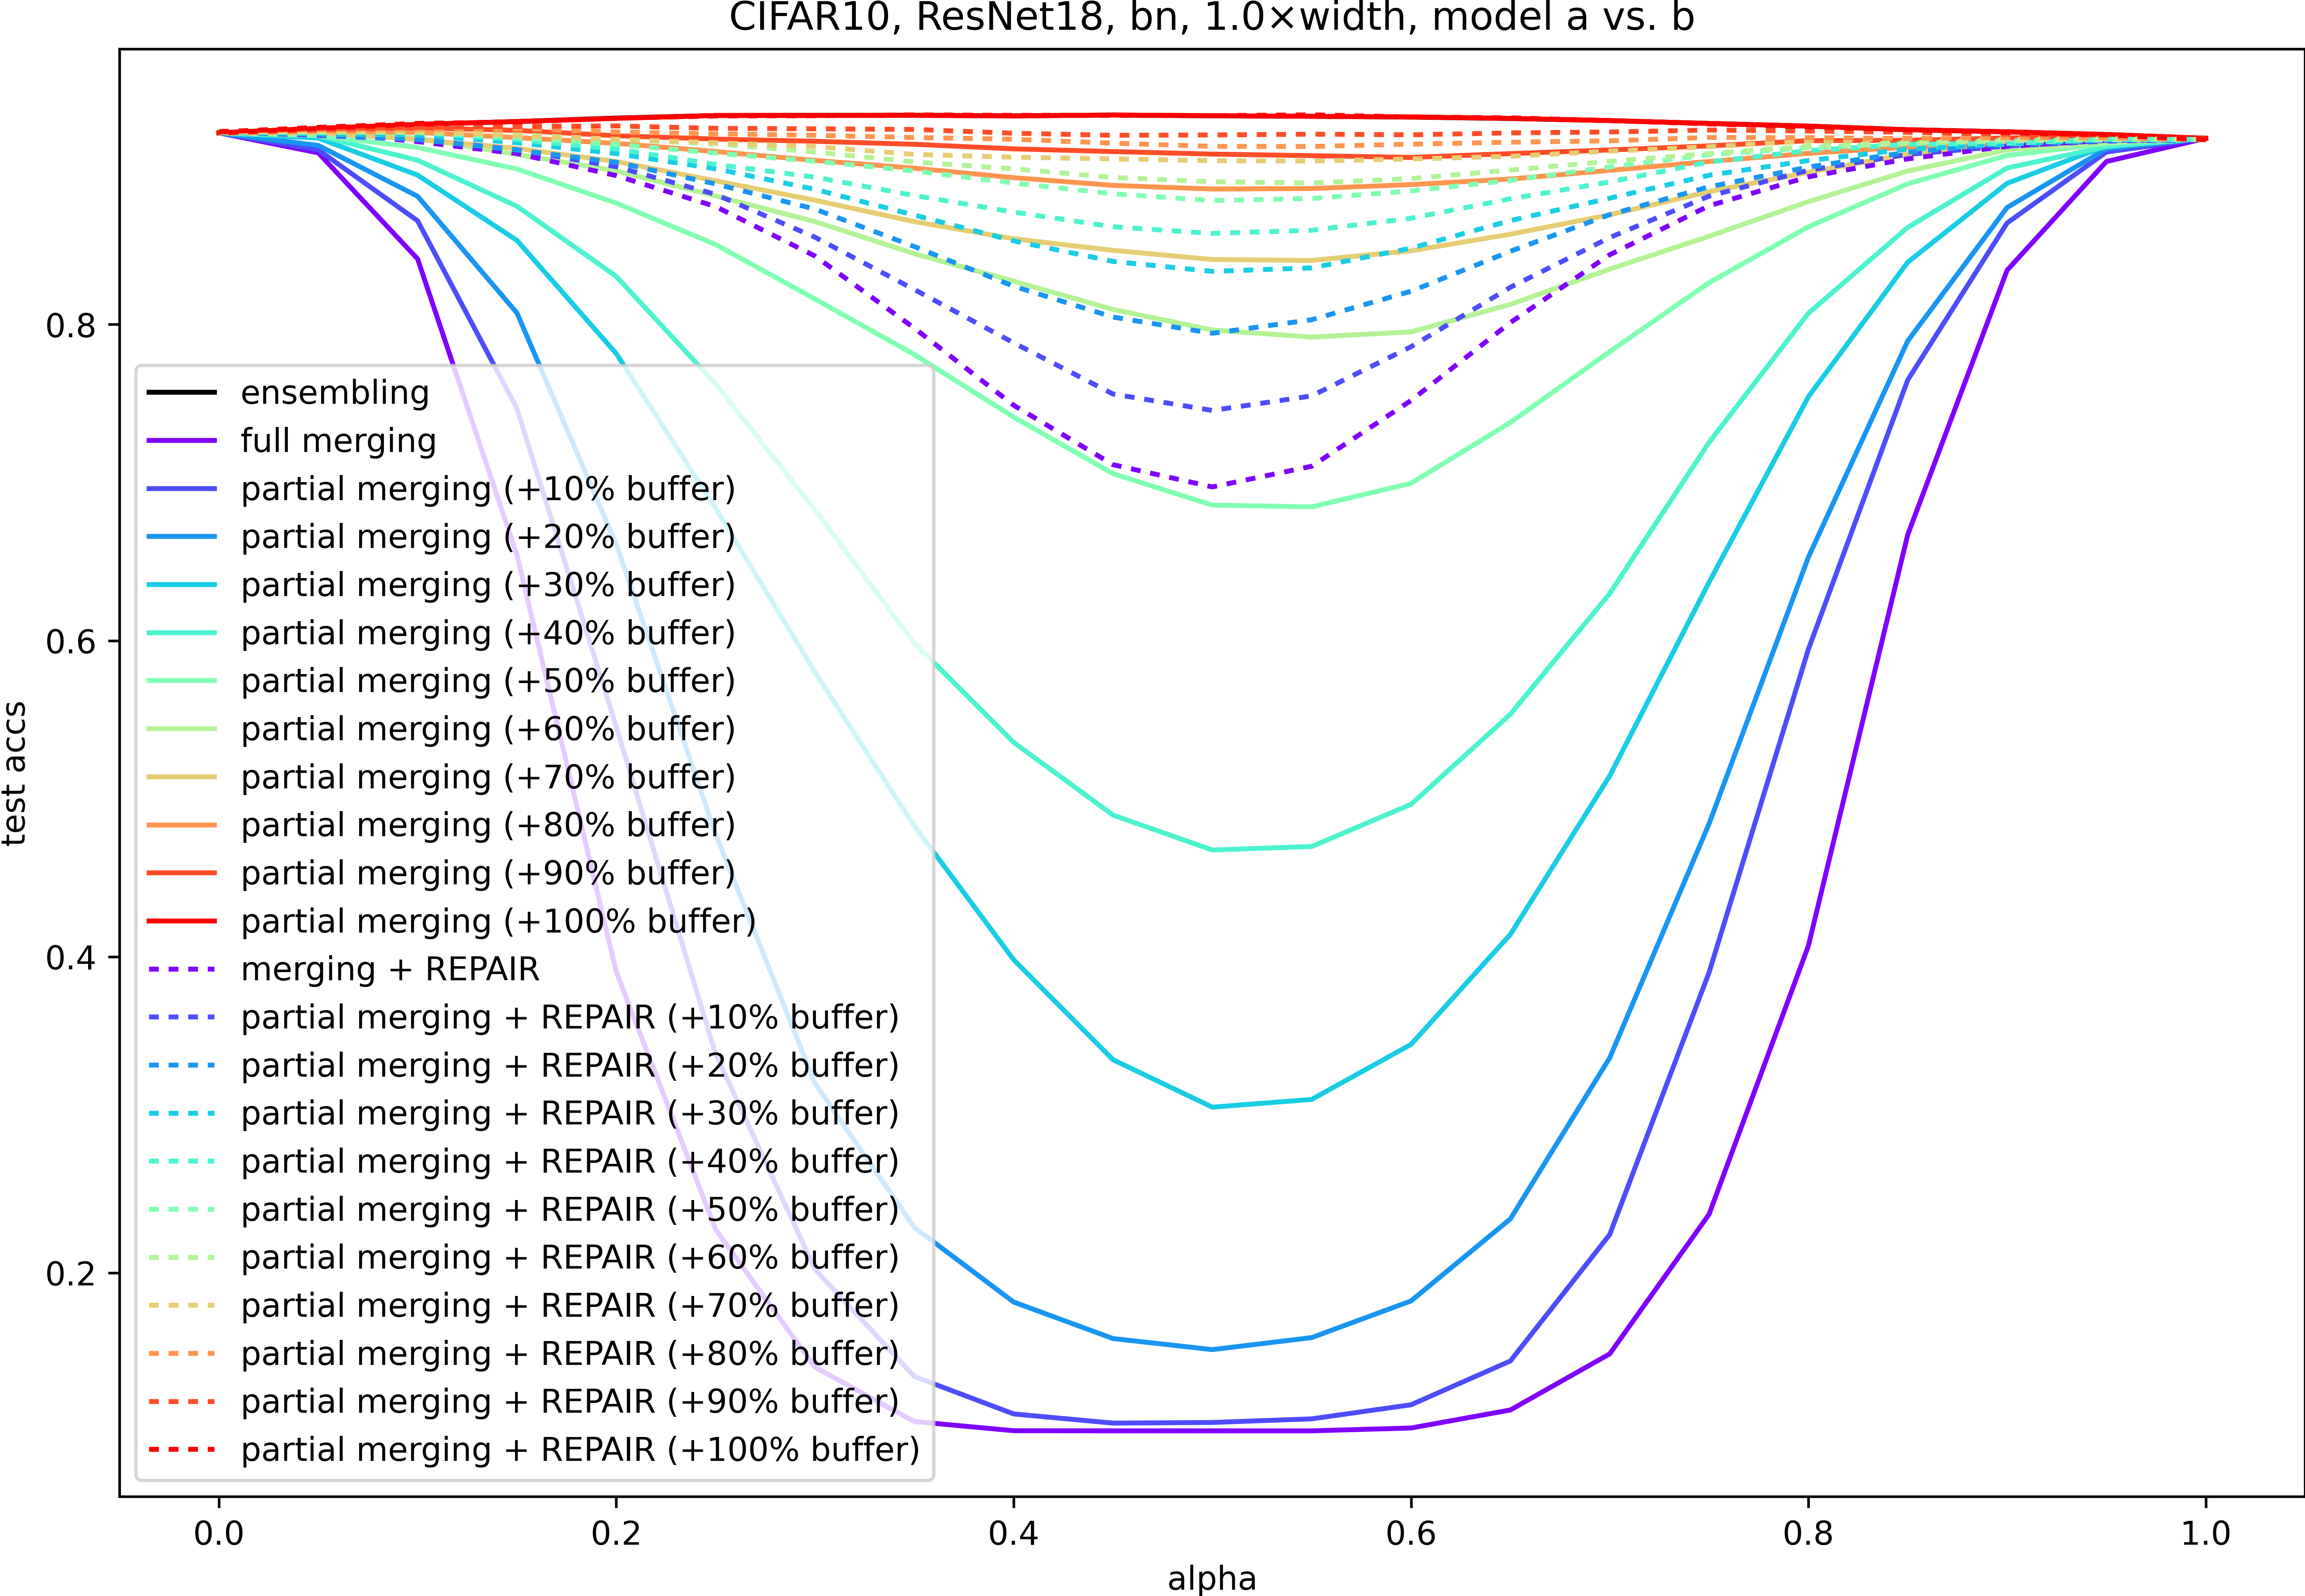 CIFAR10, ResNet18, bn, 1.0×width, model a vs. b
test accs
0.8
0.6
0.4
0.2
ensembling
full merging
partial merging (+10% buffer)
partial merging (+20% buffer)
partial merging (+30% buffer)
partial merging (+40% buffer)
partial merging (+50% buffer)
partial merging (+60% buffer)
partial merging (+70% buffer)
partial merging (+80% buffer)
partial merging (+90% buffer)
partial merging (+100% buffer)
merging + REPAIR
partial merging + REPAIR (+10% buffer)
partial merging + REPAIR (+20% buffer)
partial merging + REPAIR (+30% buffer)
partial merging + REPAIR (+40% buffer)
partial merging + REPAIR (+50% buffer)
partial merging + REPAIR (+60% buffer)
partial merging + REPAIR (+70% buffer)
partial merging + REPAIR (+80% buffer)
partial merging + REPAIR (+90% buffer)
partial merging + REPAIR (+100% buffer)
0.0 0.2 0.4 0.6 0.8 1.0
alpha